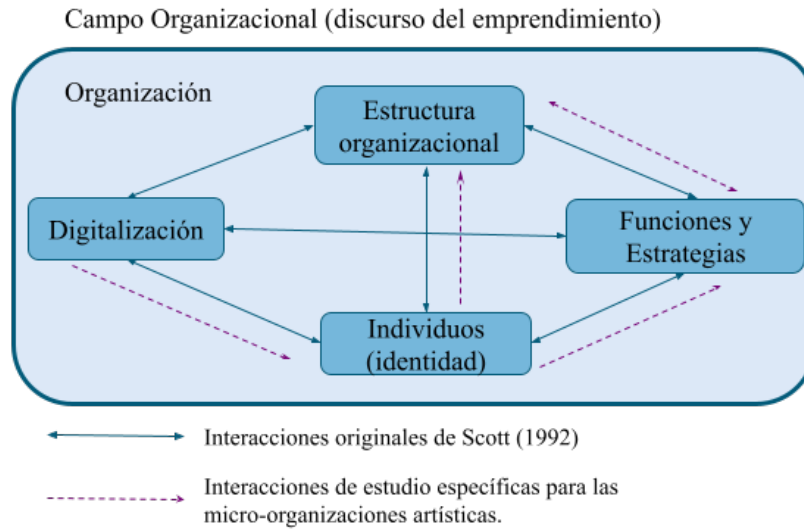 Campo Organizacional (discurso del emprendimiento)
Organización
Estructura
organizacional
Digitalización
Funciones y
Estrategias
Individuos
(identidad)
Interacciones originales de Scott (1992)
Interacciones de estudio específicas para las
micro-organizaciones artísticas.